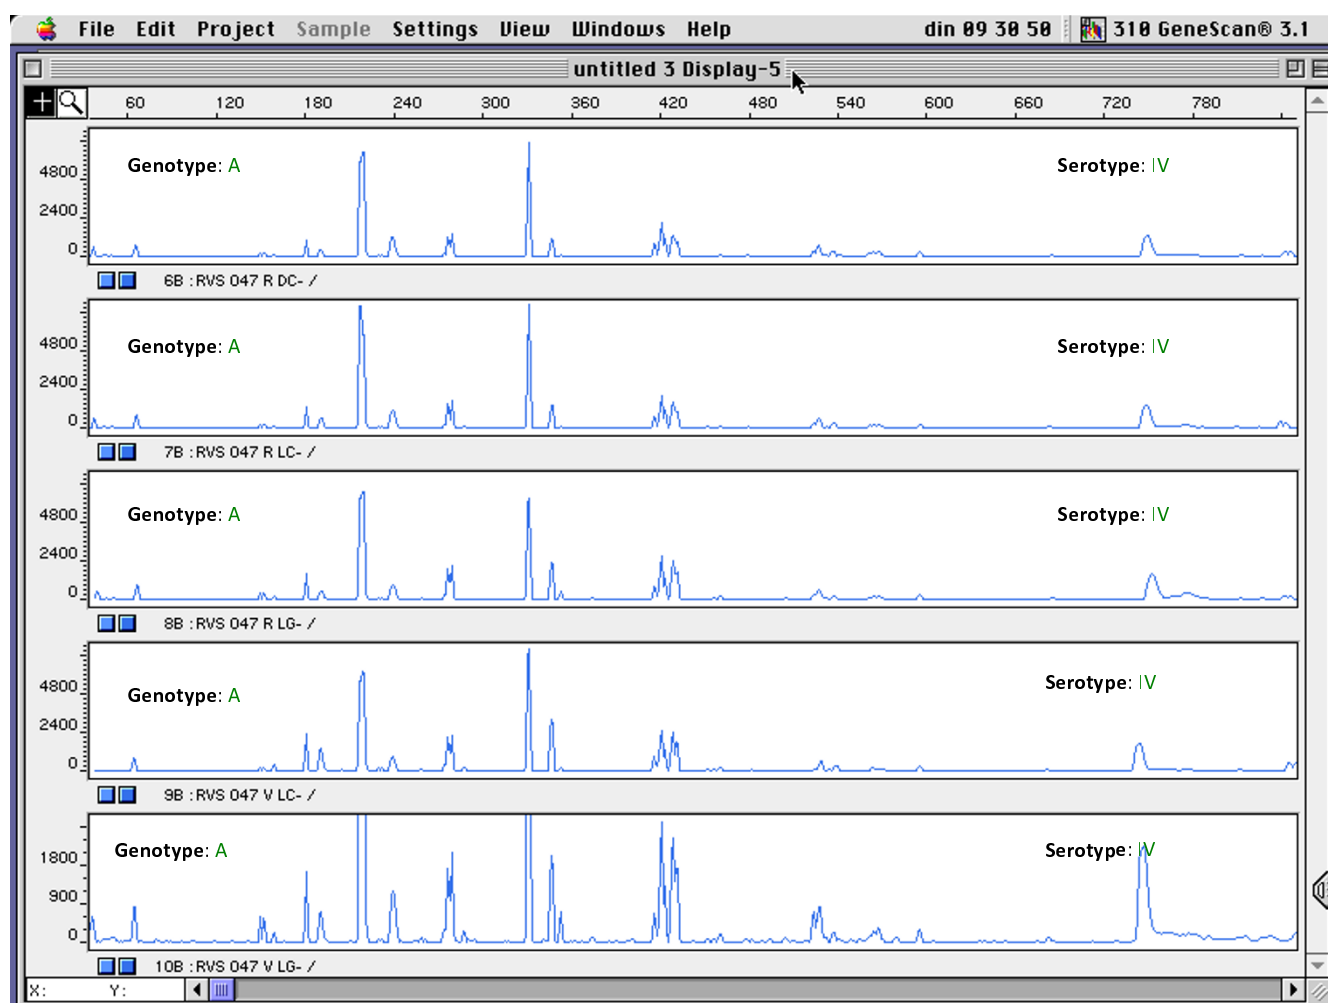 File Edit Project Sample Settings View Windows Help din 09 30 50 310 GeneScan® 3.1
untitled 3 Display-5
60 120 180 240 300 360 420 480 540 600 660 720 780
Genotype: A Serotype: IV
4800
2400
0
6B : RVS 047 R DC- /
Genotype: A Serotype: IV
4800
2400
0
7B : RVS 047 R LC- /
Genotype: A Serotype: IV
4800
2400
0
8B : RVS 047 R LG- /
Genotype: A Serotype: IV
4800
2400
0
9B : RVS 047 V LC- /
Genotype: A Serotype: IV
1800
900
0
10B : RVS 047 V LG- /
X: Y: